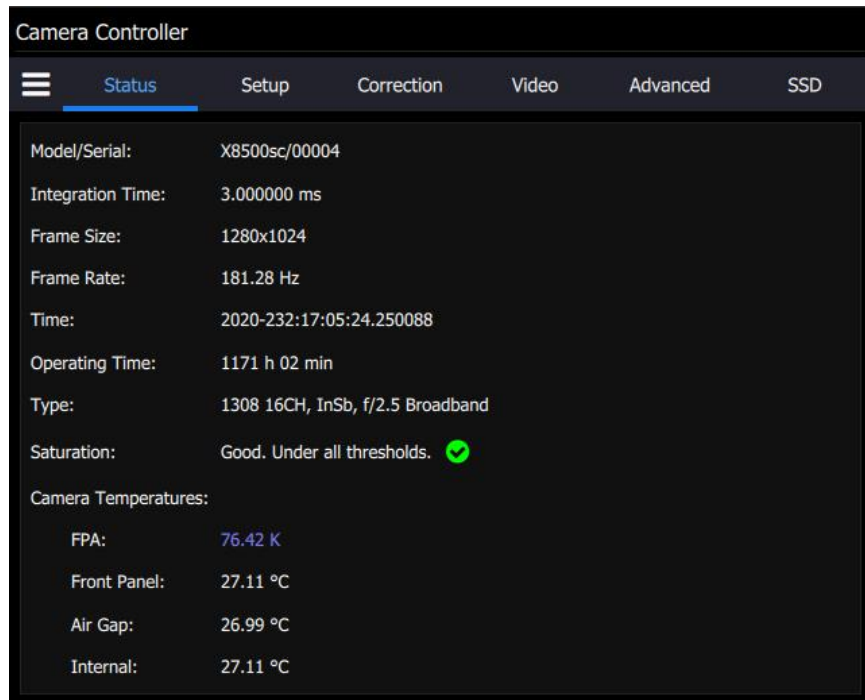 Camera Controller
Status Setup Correction Video Advanced SSD
Model/Serial: X8500sc/00004
Integration Time: 3.000000 ms
Frame Size: 1280x1024
Frame Rate: 181.28 Hz
Time: 2020-232:17:05:24.250088
Operating Time: 1171 h 02 min
Type: 1308 16CH, InSb, f/2.5 Broadband
Saturation: Good. Under all thresholds.
Camera Temperatures:
FPA: 76.42 K
Front Panel: 27.11 °C
Air Gap: 26.99 °C
Internal: 27.11 °C